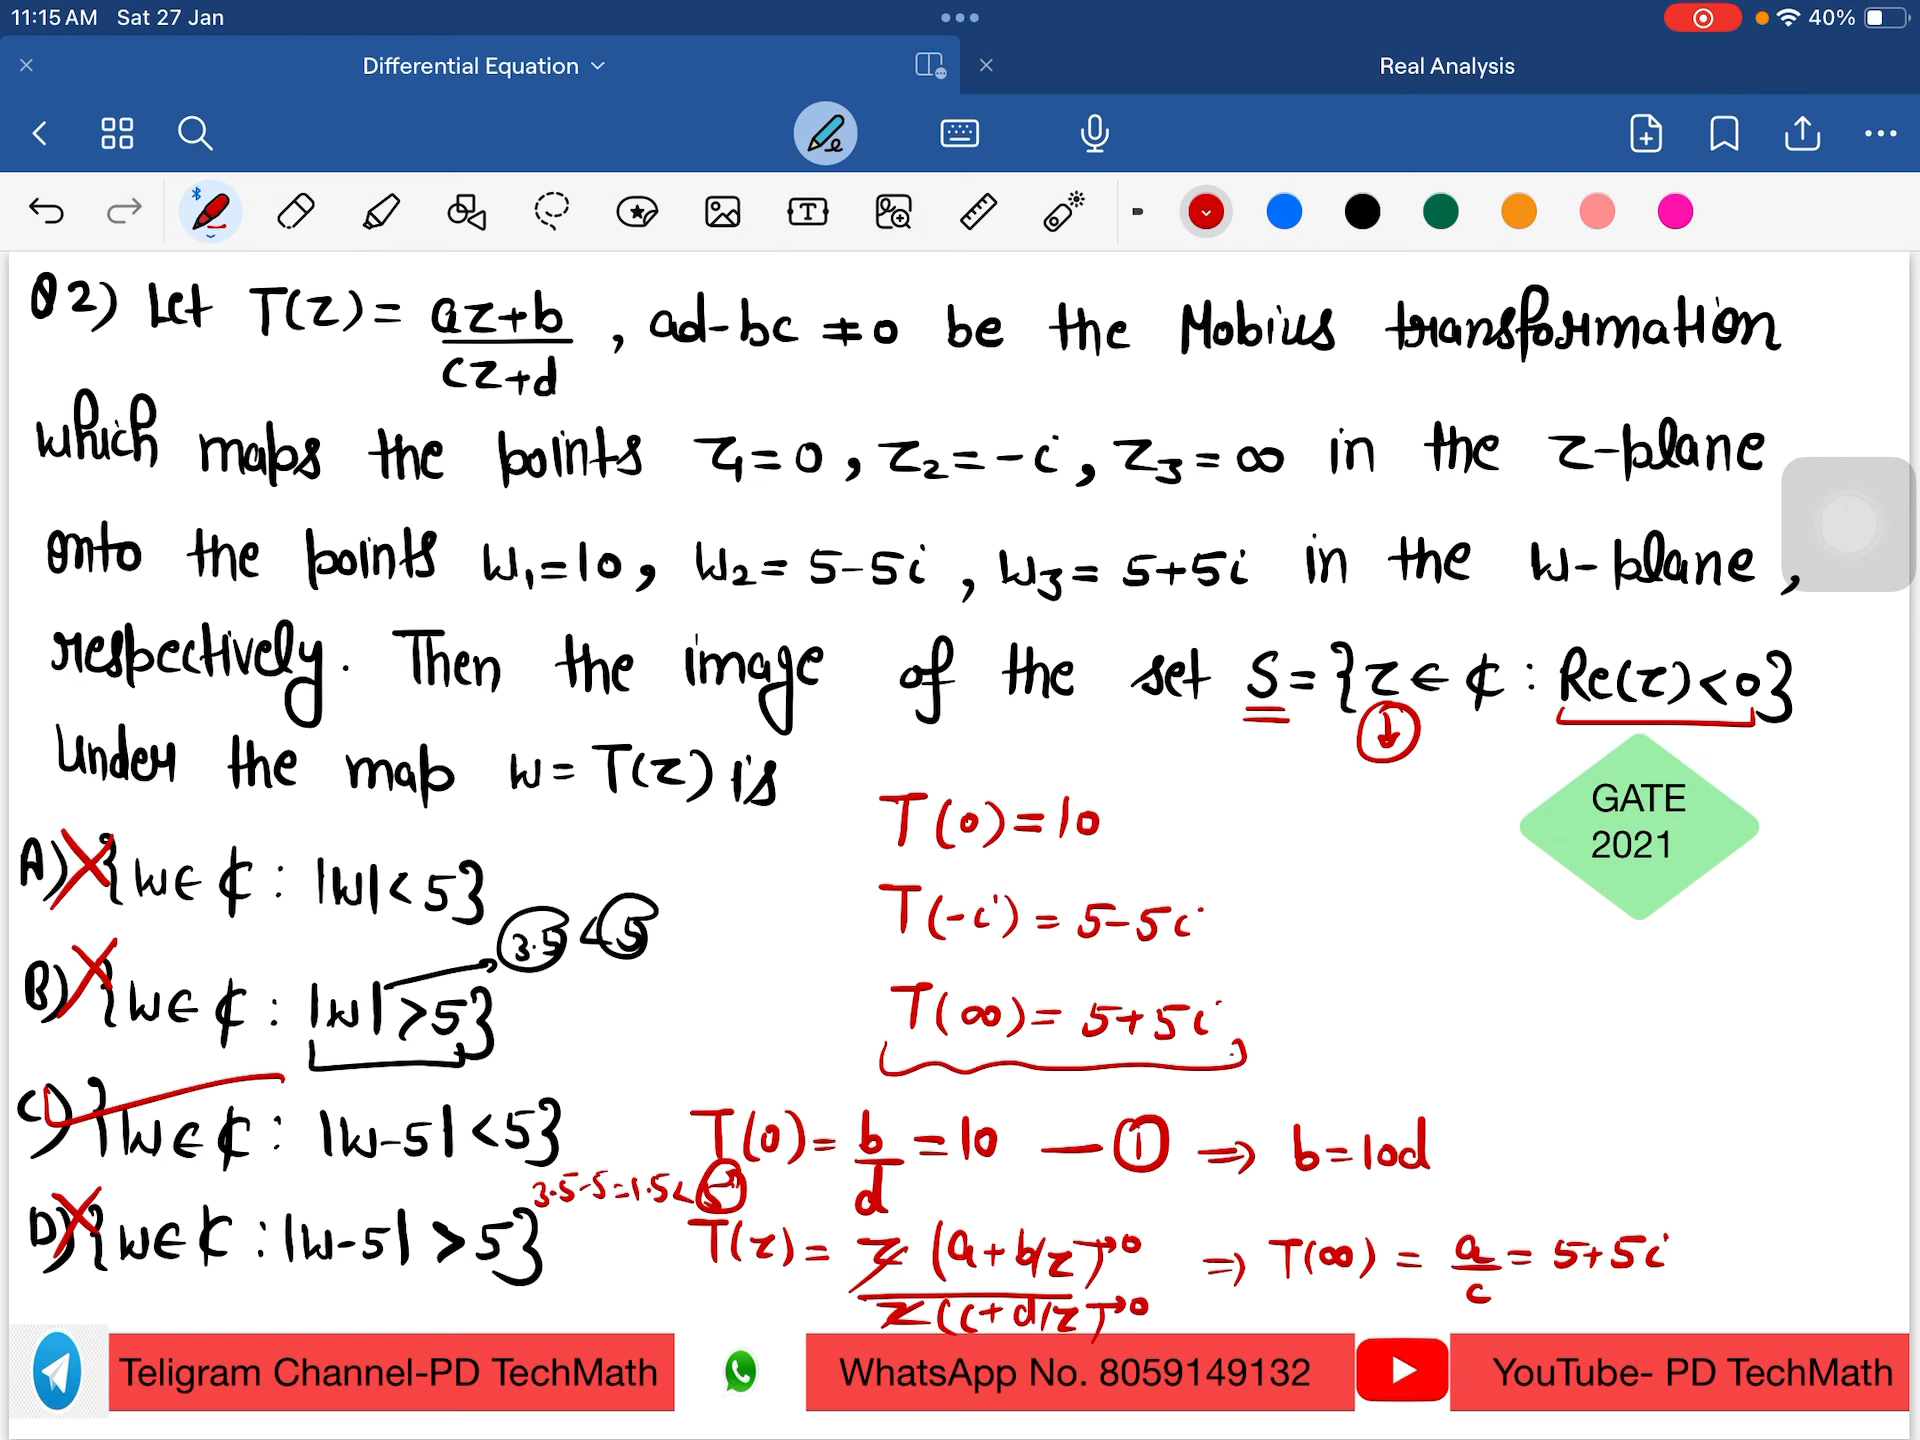 11:15 AM Sat 27 Jan
40%
Differential Equation
Real Analysis
Q2) Let T(z) = az+b / cz+d , ad-bc ≠ 0 be the Mobius transformation
which maps the points z₁=0, z₂=-i, z₃=∞ in the z-plane
onto the points w₁=10, w₂=5-5i, w₃=5+5i in the w-plane,
respectively. Then the image of the set S={z∈₵ : Re(z)<0}
under the map w=T(z) is
GATE
2021
A) {w∈₵ : |w|<5}
3.5 < 5
B) {w∈₵ : |w|>5}
C) {w∈₵ : |w-5|<5}
3.5-5=1.5<5
D) {w∈₵ : |w-5|>5}
T(0)=10
T(-i)=5-5i
T(∞)=5+5i
T(0)= b/d =10 — ① ⇒ b=10d
T(z)= z(a+b/z)→0 / z(c+d/z)→0 ⇒ T(∞) = a/c = 5+5i
Teligram Channel-PD TechMath
WhatsApp No. 8059149132
YouTube- PD TechMath